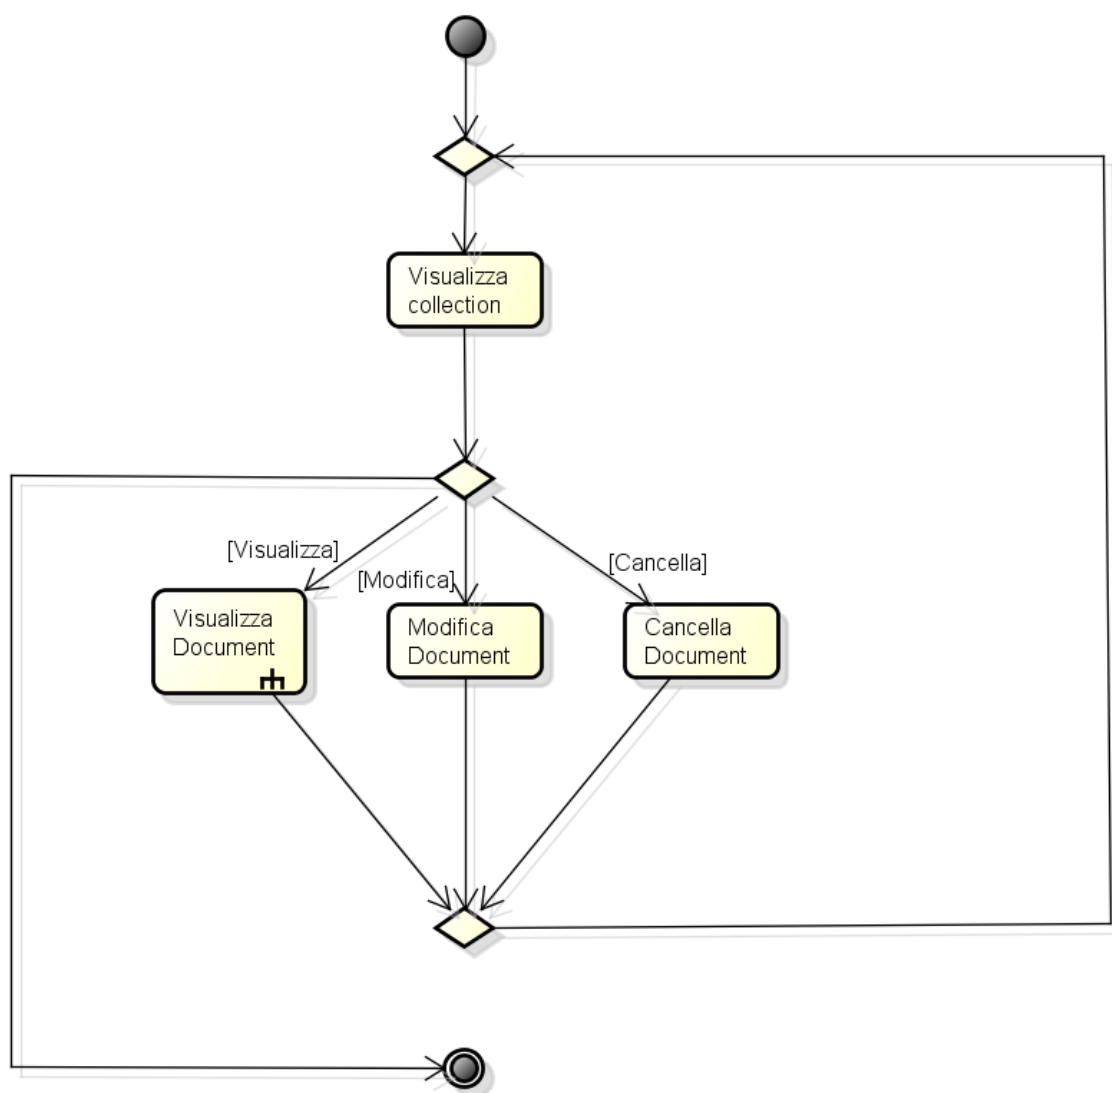 Visualizza
collection
[Visualizza]
[Modifica]
[Cancella]
Visualizza
Document
Modifica
Document
Cancella
Document